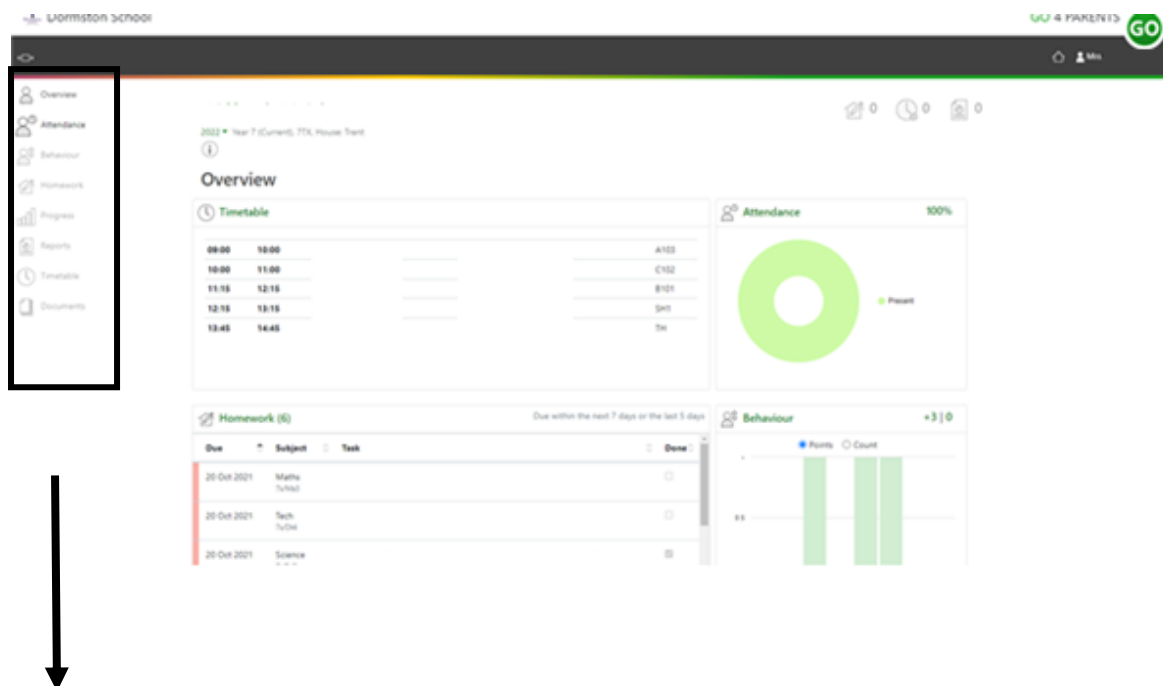 Dormston School
GO 4 PARENTS
GO
Mrs
Overview
Attendance
Behaviour
Homework
Progress
Reports
Timetable
Documents
0 0 0
2022 Year 7 (Current), 7TX, House: Trent
Overview
Timetable
09:00 10:00 A103
10:00 11:00 C102
11:15 12:15 B101
12:15 13:15 SH1
13:45 14:45 TH
Attendance 100%
Present
Homework (6) Due within the next 7 days or the last 5 days
Due Subject Task Done
20 Oct 2021 Maths
20 Oct 2021 Tech
20 Oct 2021 Science
Behaviour +3 | 0
Points Count